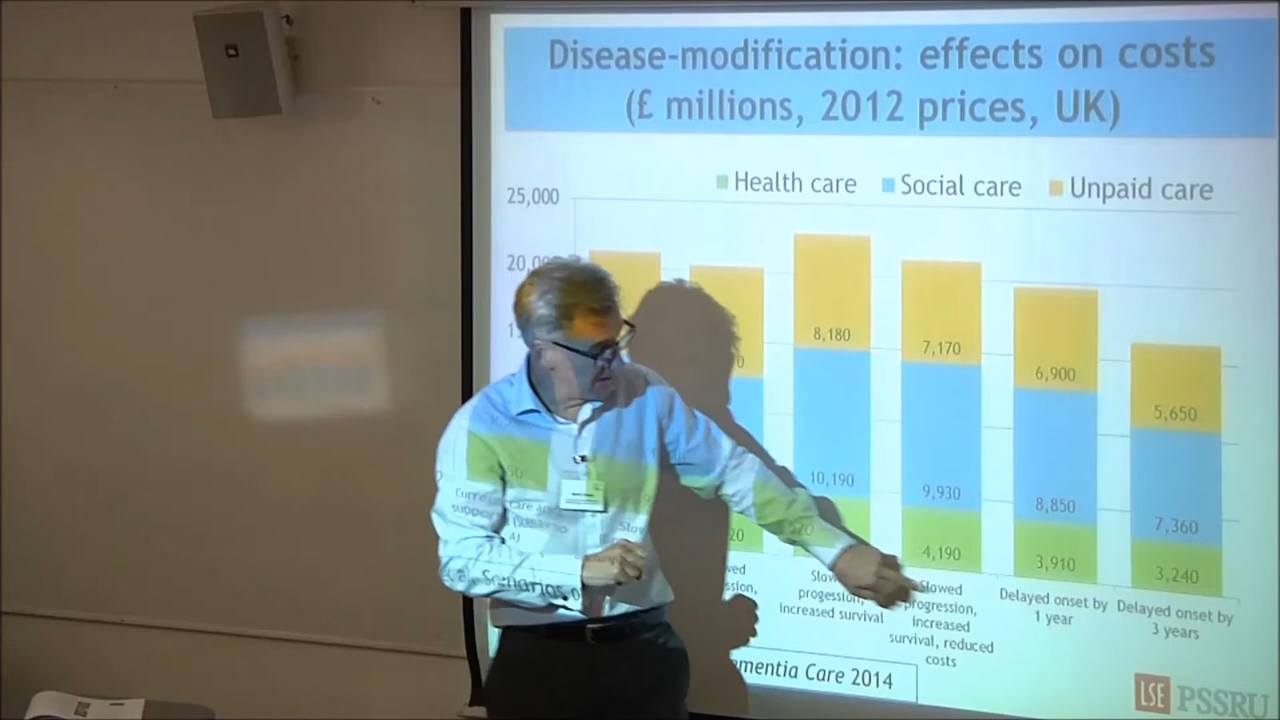 Disease-modification: effects on costs
(£ millions, 2012 prices, UK)
Health care Social care Unpaid care
25,000
8,180
7,170
6,900
5,650
10,190
9,930
8,850
7,360
4,190
3,910
3,240
progession,
increased survival
Slowed
progression,
increased
survival, reduced
costs
Delayed onset by
1 year
Delayed onset by
3 years
Care 2014
LSE PSSRU